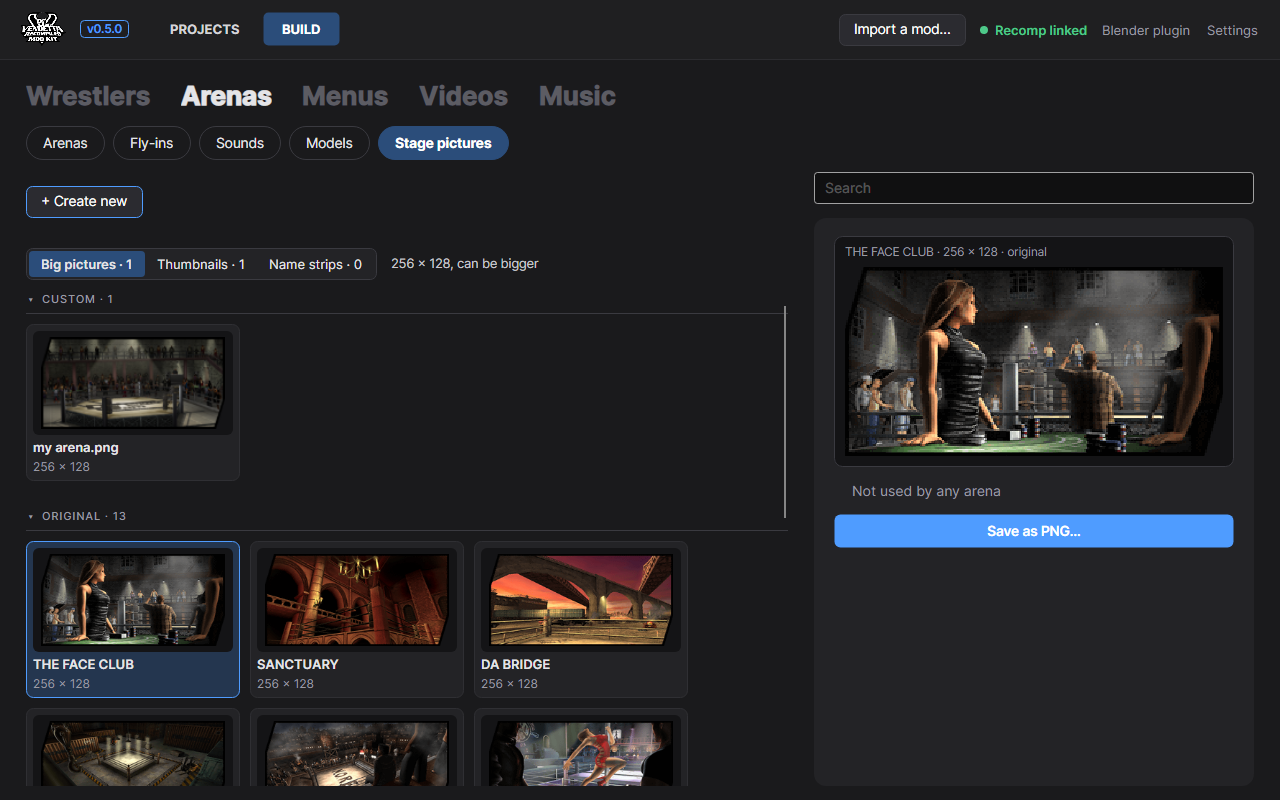 VENDETTA
MOD KIT
v0.5.0
PROJECTS
BUILD
Import a mod...
Recomp linked
Blender plugin
Settings
Wrestlers
Arenas
Menus
Videos
Music
Arenas
Fly-ins
Sounds
Models
Stage pictures
+ Create new
Search
Big pictures · 1
Thumbnails · 1
Name strips · 0
256 × 128, can be bigger
CUSTOM · 1
my arena.png
256 × 128
ORIGINAL · 13
THE FACE CLUB
256 × 128
SANCTUARY
256 × 128
DA BRIDGE
256 × 128
THE FACE CLUB · 256 × 128 · original
Not used by any arena
Save as PNG...